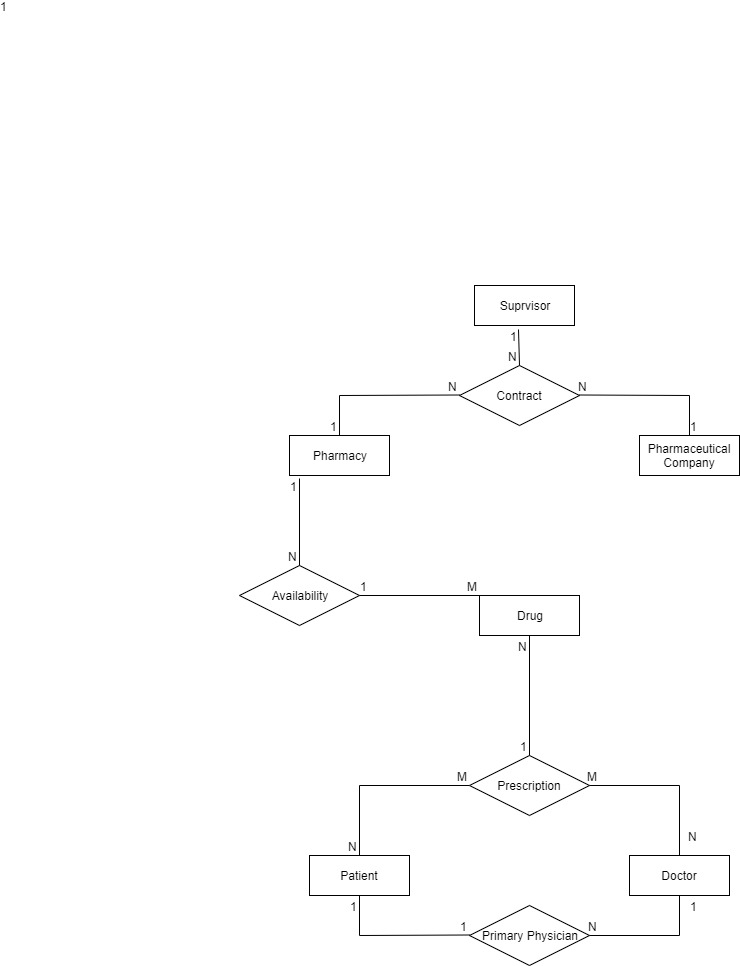 1
Suprvisor
1
N
N
Contract
N
1
1
Pharmacy
Pharmaceutical
Company
1
N
Availability
1
M
Drug
N
1
M
Prescription
M
N
N
Patient
Doctor
1
1
1
Primary Physician
N